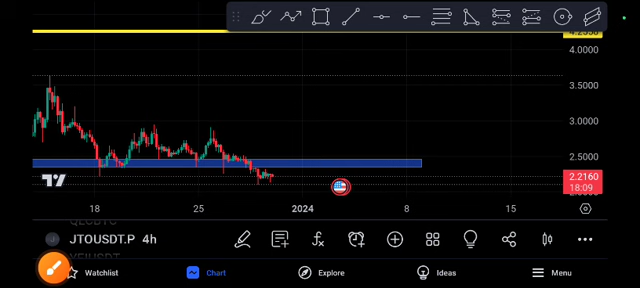 4.0000
3.5000
3.0000
2.5000
2.2160
18:09
18 25 2024 8 15
JTOUSDT.P 4h
Watchlist Chart Explore Ideas Menu